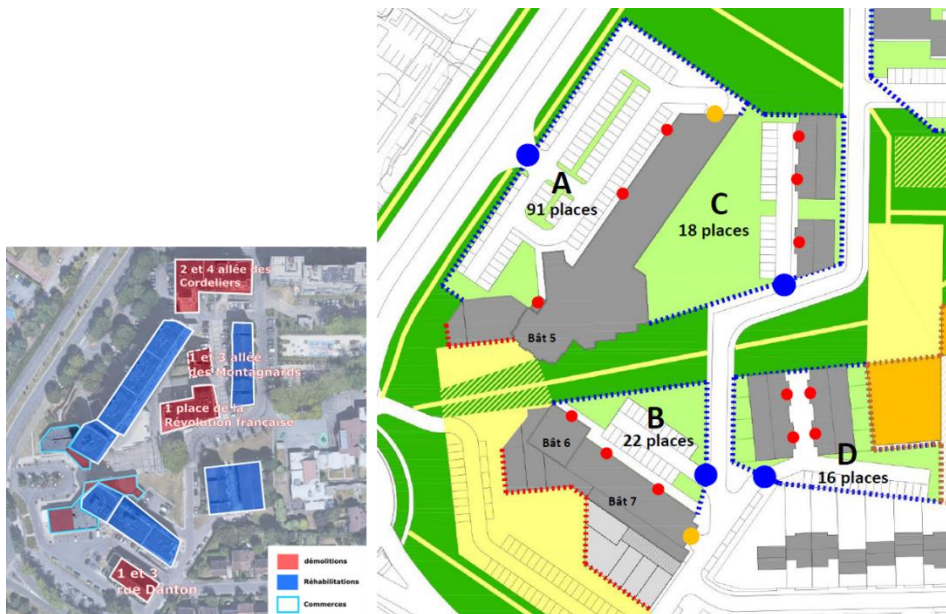 2 et 4 allée des
Cordeliers
1 et 3 allée
des Montagnards
1 place de la
Révolution française
1 et 3
rue Danton
démolitions
Réhabilitations
Commerces
A
91 places
C
18 places
Bât 5
B
22 places
Bât 6
Bât 7
D
16 places